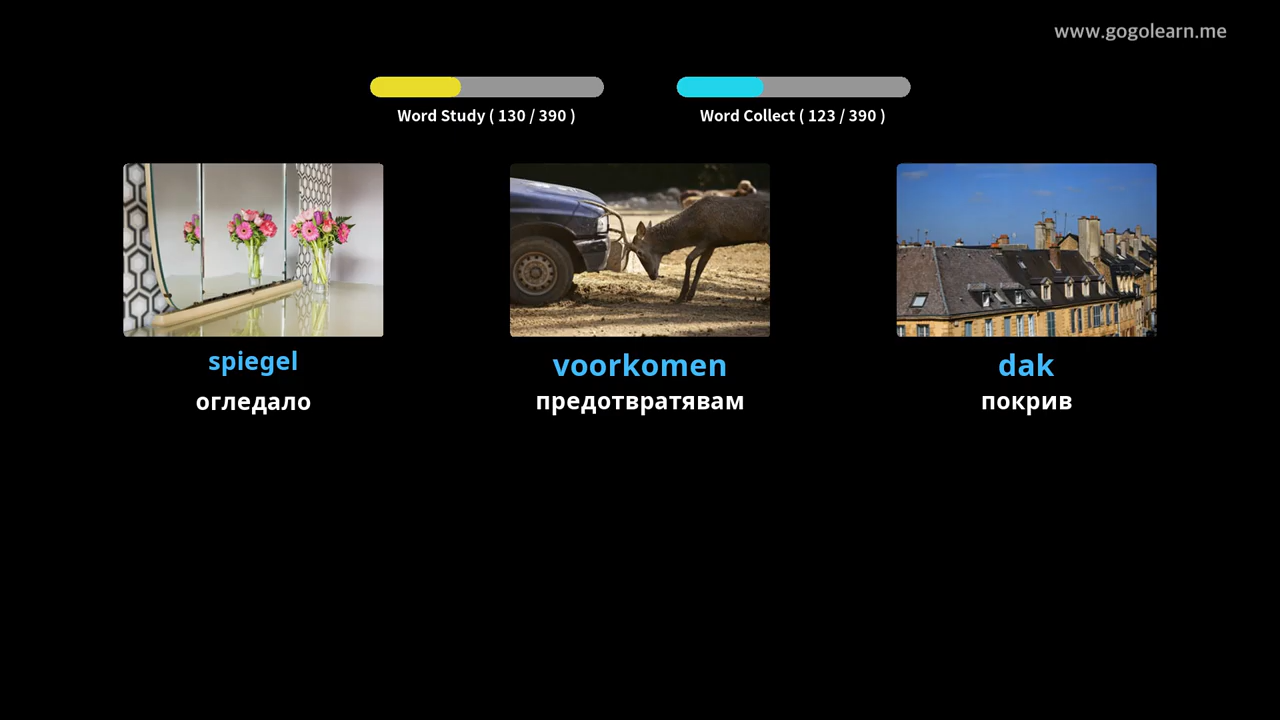 www.gogolearn.me
Word Study ( 130 / 390 )
Word Collect ( 123 / 390 )
spiegel
огледало
voorkomen
предотвратявам
dak
покрив